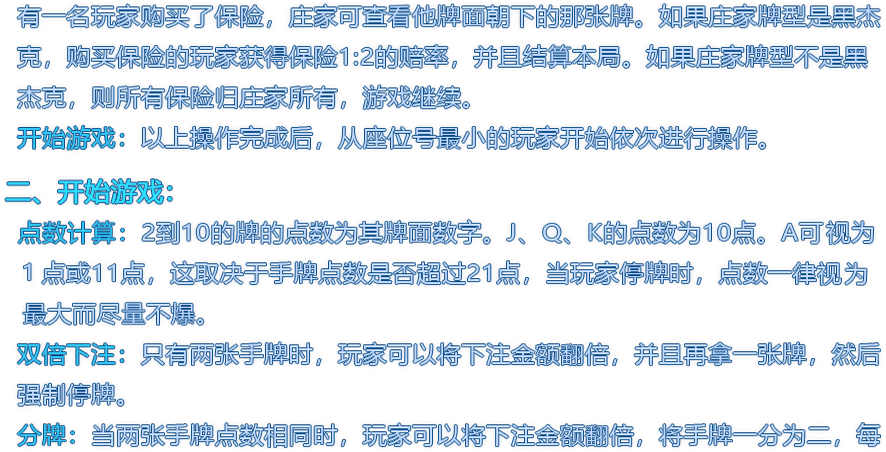 有一名玩家购买了保险，庄家可查看他牌面朝下的那张牌。如果庄家牌型是黑杰
克，购买保险的玩家获得保险1:2的赔率，并且结算本局。如果庄家牌型不是黑
杰克，则所有保险归庄家所有，游戏继续。
开始游戏：以上操作完成后，从座位号最小的玩家开始依次进行操作。
二、开始游戏：
点数计算：2到10的牌的点数为其牌面数字。J、Q、K的点数为10点。A可视为
1点或11点，这取决于手牌点数是否超过21点，当玩家停牌时，点数一律视为
最大而尽量不爆。
双倍下注：只有两张手牌时，玩家可以将下注金额翻倍，并且再拿一张牌，然后
强制停牌。
分牌：当两张手牌点数相同时，玩家可以将下注金额翻倍，将手牌一分为二，每